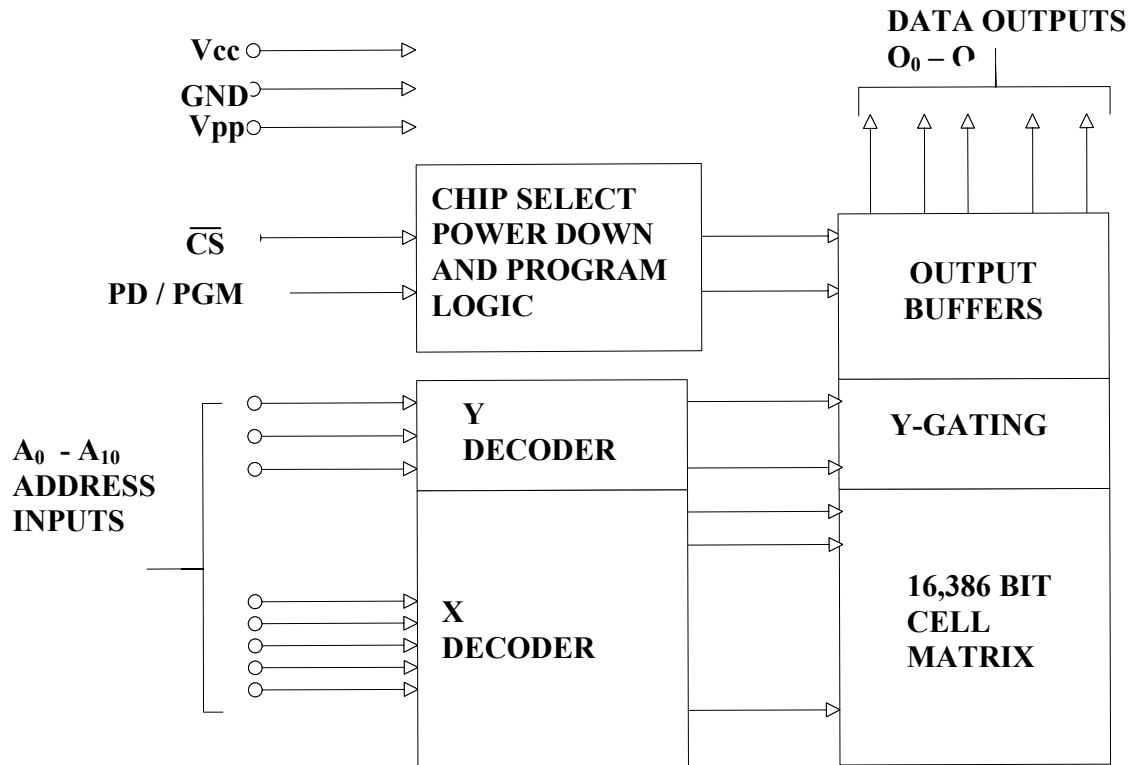 DATA OUTPUTS
O₀ – O
Vcc
GND
Vpp
CHIP SELECT
POWER DOWN
AND PROGRAM
LOGIC
C̅S̅
PD / PGM
OUTPUT
BUFFERS
Y
DECODER
Y-GATING
A₀ - A₁₀
ADDRESS
INPUTS
X
DECODER
16,386 BIT
CELL
MATRIX